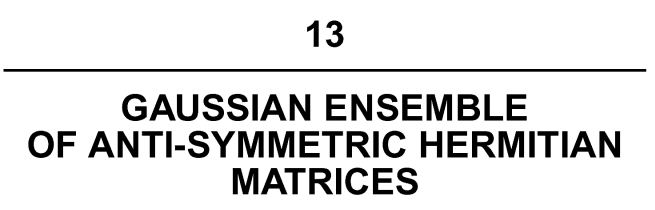 13
GAUSSIAN ENSEMBLE
OF ANTI-SYMMETRIC HERMITIAN
MATRICES